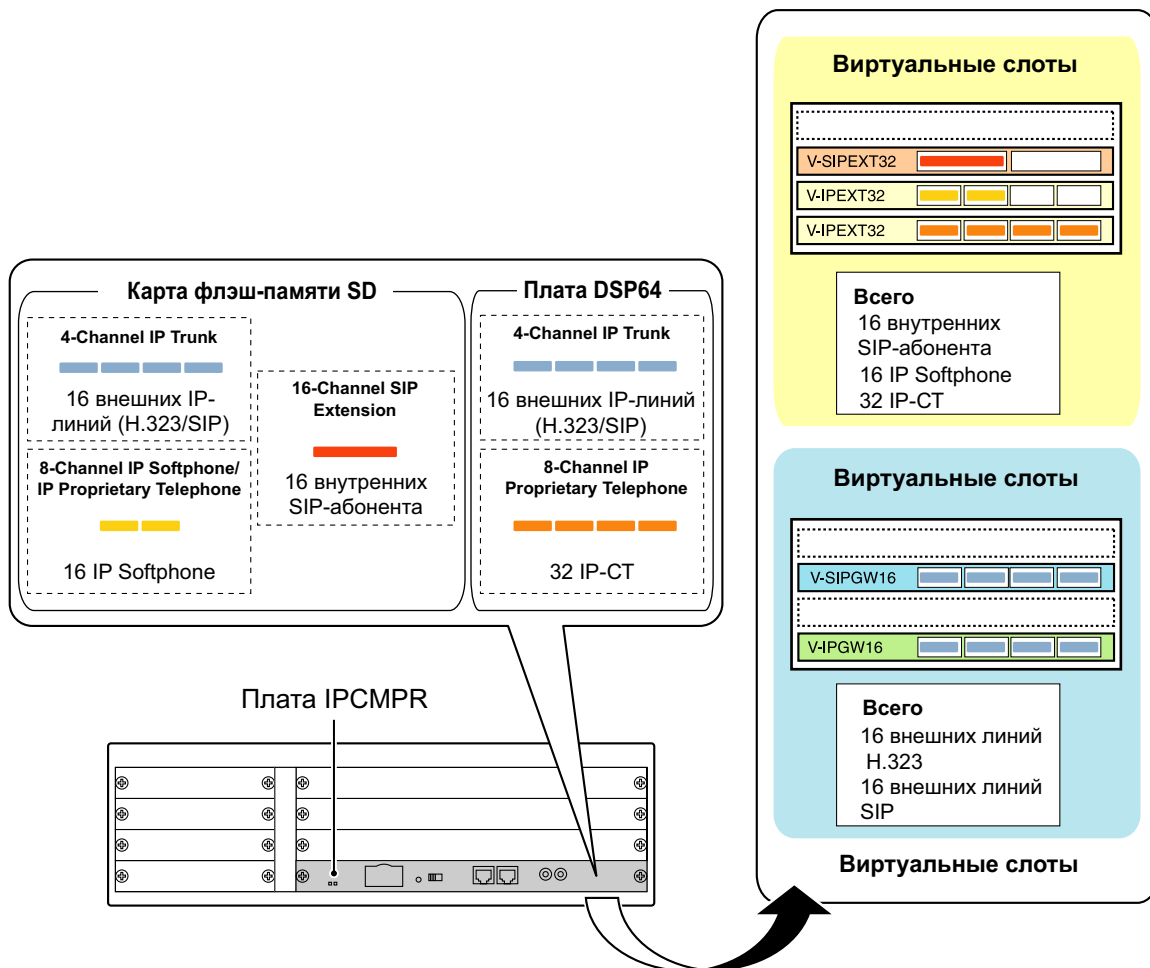 Карта флэш-памяти SD
4-Channel IP Trunk
16 внешних IP-
линий (H.323/SIP)
8-Channel IP Softphone/
IP Proprietary Telephone
16 IP Softphone
16-Channel SIP
Extension
16 внутренних
SIP-абонента
Плата DSP64
4-Channel IP Trunk
16 внешних IP-линий
(H.323/SIP)
8-Channel IP
Proprietary Telephone
32 IP-СТ
Плата IPCMPR
Виртуальные слоты
V-SIPEXT32
V-IPEXT32
V-IPEXT32
Всего
16 внутренних
SIP-абонента
16 IP Softphone
32 IP-СТ
Виртуальные слоты
V-SIPGW16
V-IPGW16
Всего
16 внешних линий
H.323
16 внешних линий
SIP
Виртуальные слоты